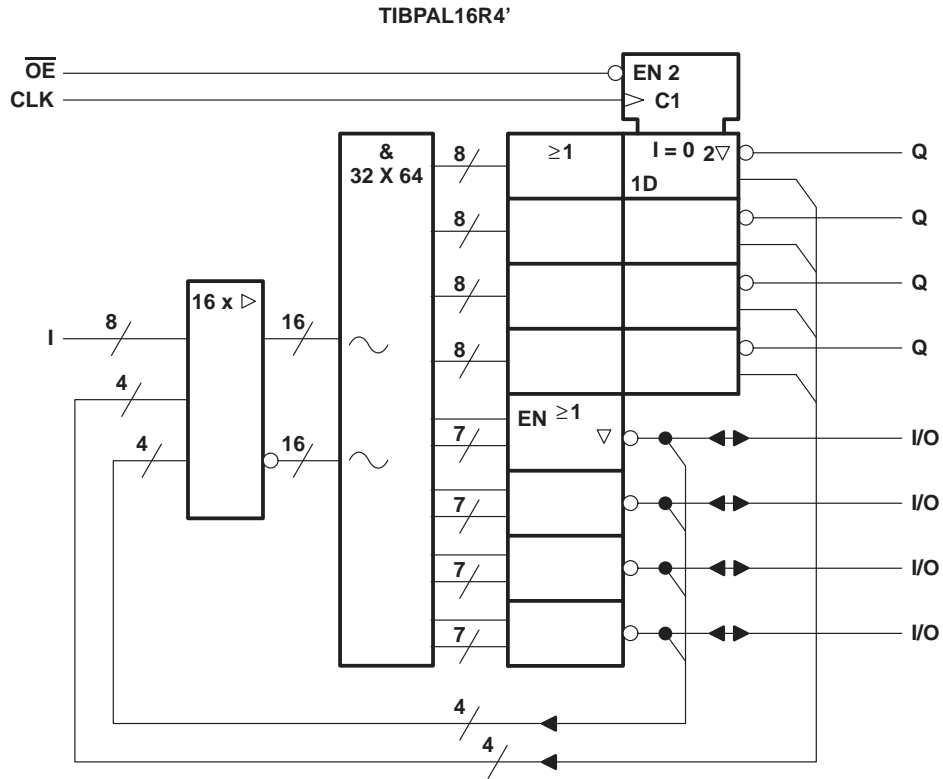 TIBPAL16R4'
OE
EN 2
CLK
C1
&
32 X 64
8
≥1
I = 0 2▽
Q
1D
8
Q
8
Q
16 x ▷
I
8
16
8
Q
4
EN ≥1
▽
7
I/O
4
16
7
I/O
7
I/O
7
I/O
4
4